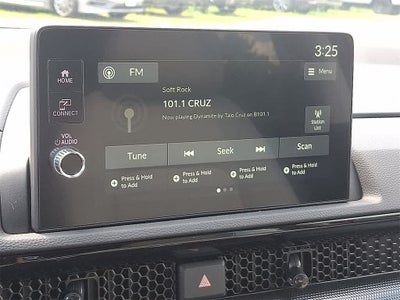 3:25
HOME
FM
Menu
Soft Rock
101.1 CRUZ
Now playing Dynamite by Taio Cruz on B101.1
CONNECT
Station
List
VOL
AUDIO
Tune
Seek
Scan
Press & Hold
to Add
Press & Hold
to Add
Press & Hold
to Add
Press & Hold
to Add